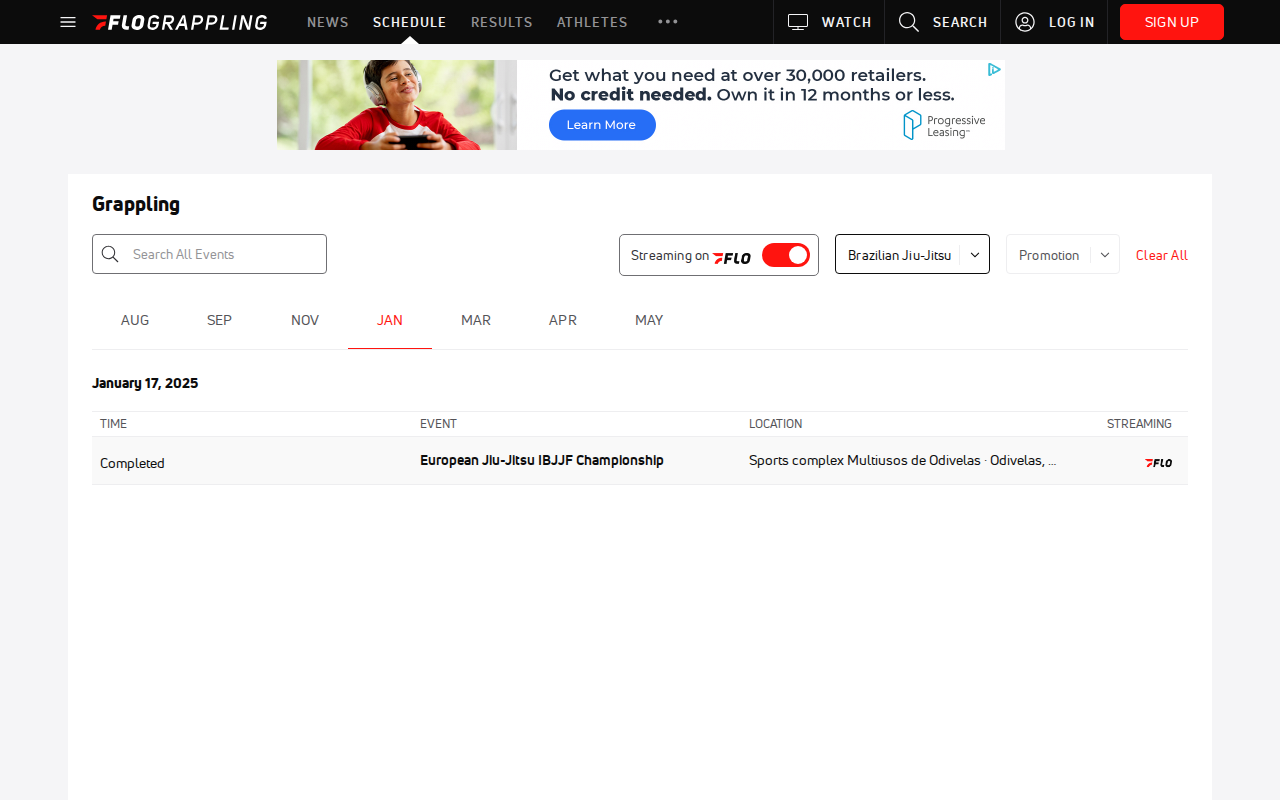 FLOGRAPPLING NEWS SCHEDULE RESULTS ATHLETES ••• WATCH SEARCH LOG IN SIGN UP
Get what you need at over 30,000 retailers.
No credit needed. Own it in 12 months or less.
Learn More
Progressive
Leasing
Grappling
Search All Events Streaming on FLO Brazilian Jiu-Jitsu Promotion Clear All
AUG SEP NOV JAN MAR APR MAY
January 17, 2025
TIME EVENT LOCATION STREAMING
Completed European Jiu-Jitsu IBJJF Championship Sports complex Multiusos de Odivelas · Odivelas, ... FLO